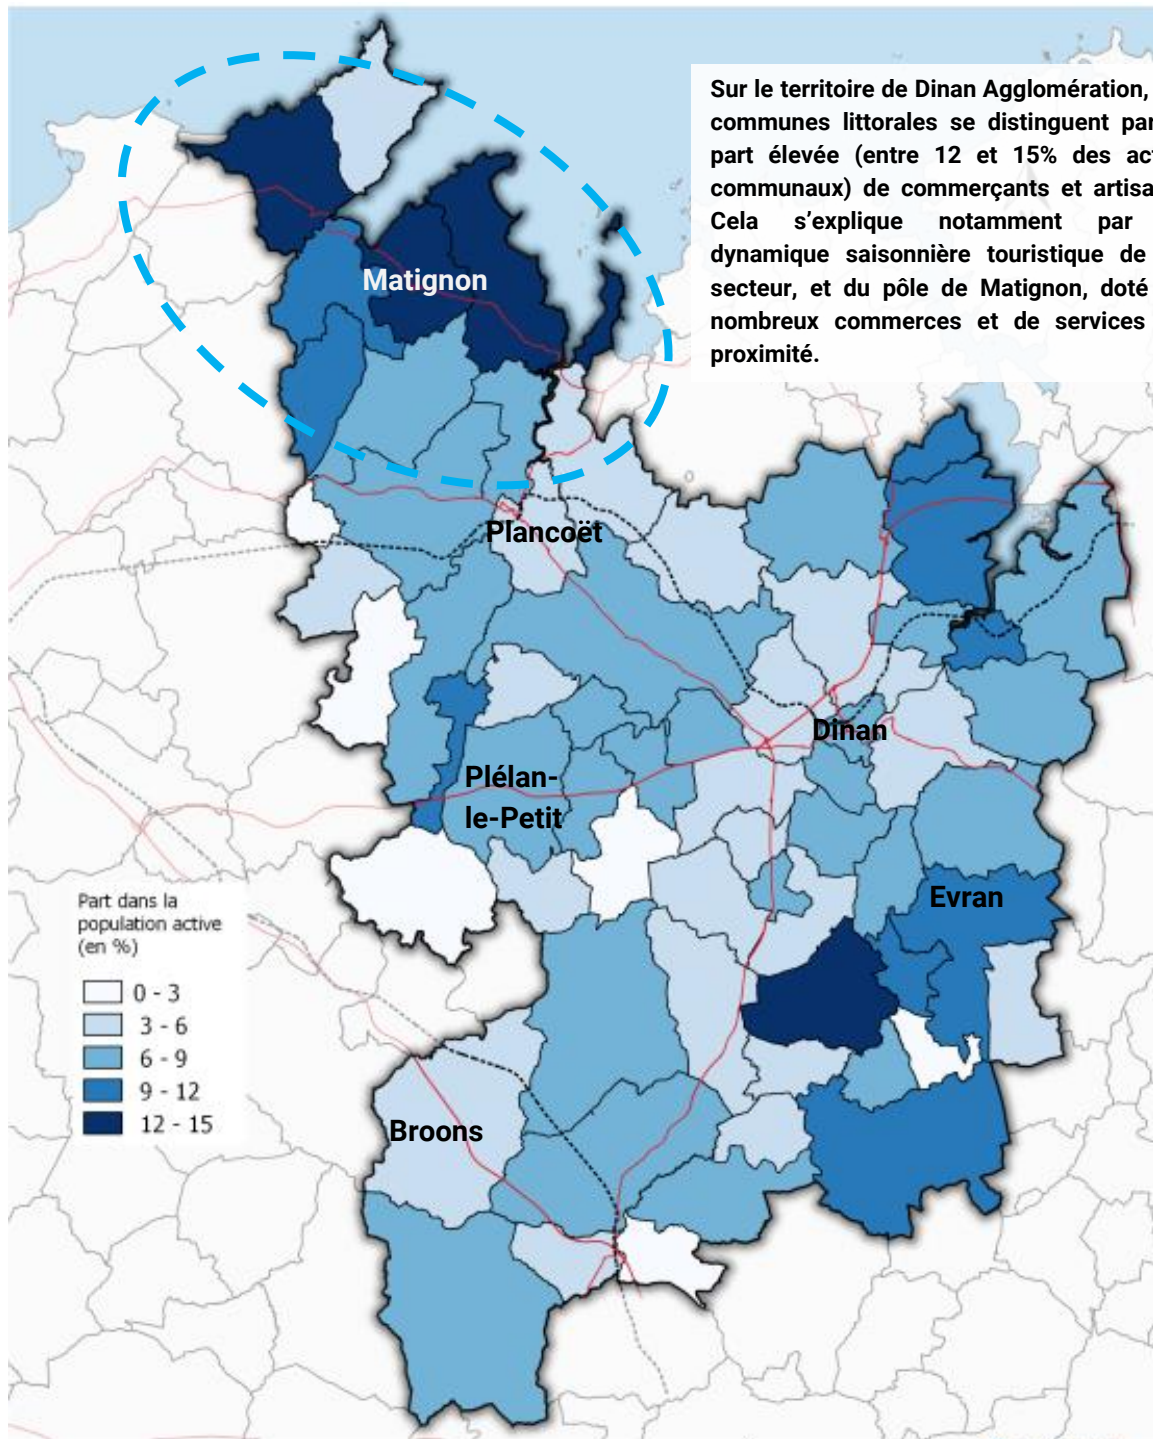 Sur le territoire de Dinan Agglomération,
communes littorales se distinguent par
part élevée (entre 12 et 15% des
communaux) de commerçants et
Cela s'explique notamment par
dynamique saisonnière touristique de
secteur, et du pôle de Matignon, doté
nombreux commerces et de services
proximité.
Matignon
Plancoët
Dinan
Plélan-
le-Petit
Evran
Part dans la
population active
(en %)
0 - 3
3 - 6
6 - 9
9 - 12
12 - 15
Broons